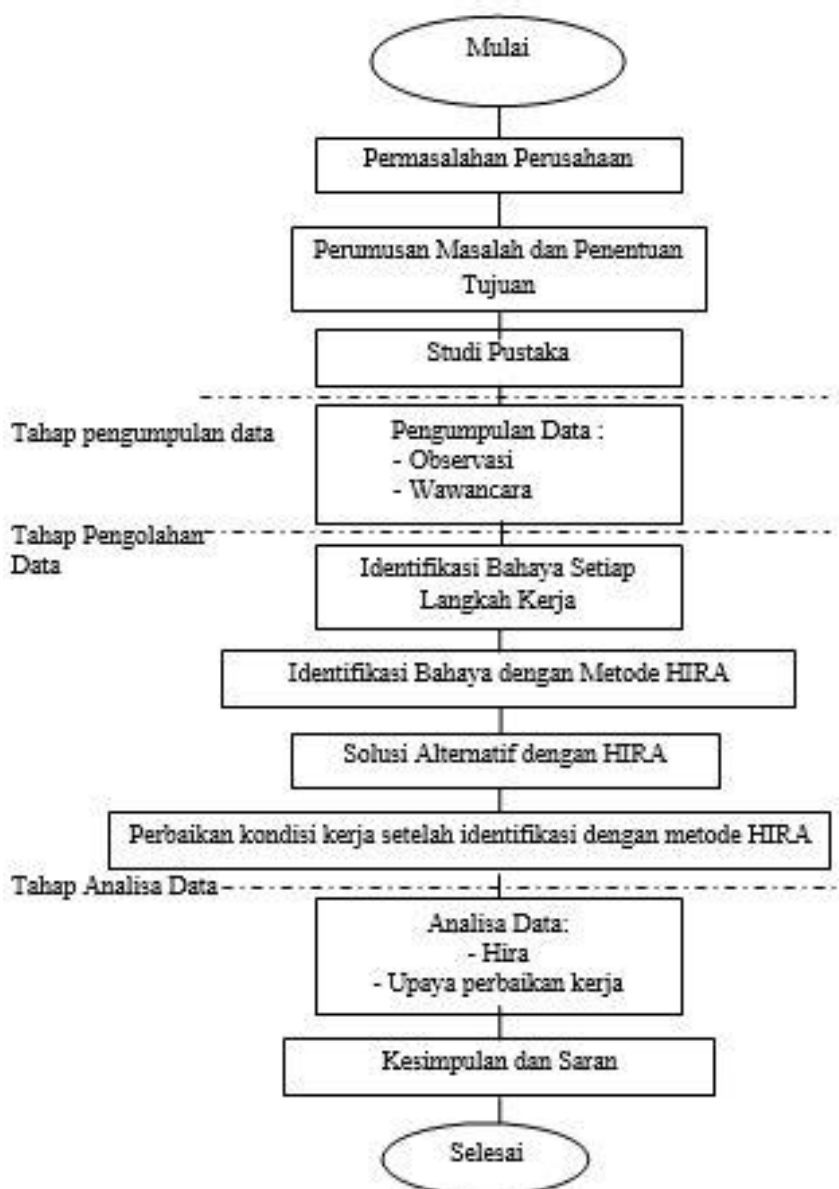 Mulai
Permasalahan Perusahaan
Perumusan Masalah dan Penentuan
Tujuan
Studi Pustaka
Tahap pengumpulan data
Pengumpulan Data :
- Observasi
- Wawancara
Tahap Pengolahan
Data
Identifikasi Bahaya Setiap
Langkah Kerja
Identifikasi Bahaya dengan Metode HIRA
Solusi Alternatif dengan HIRA
Perbaikan kondisi kerja setelah identifikasi dengan metode HIRA
Tahap Analisa Data
Analisa Data:
- Hira
- Upaya perbaikan kerja
Kesimpulan dan Saran
Selesai